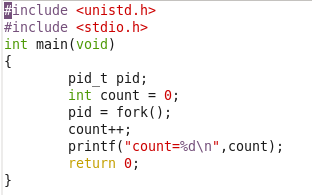 #include <unistd.h>
#include <stdio.h>
int main(void)
{
        pid_t pid;
        int count = 0;
        pid = fork();
        count++;
        printf("count=%d\n",count);
        return 0;
}